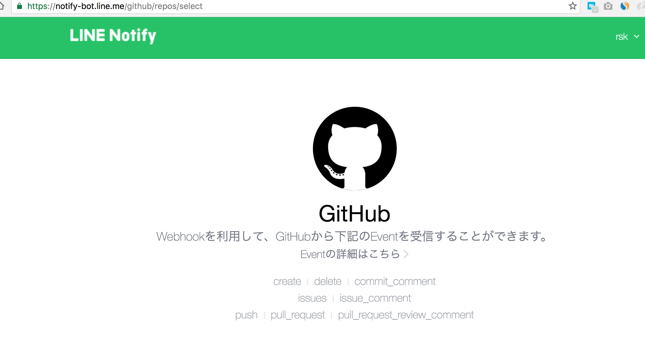 https://notify-bot.line.me/github/repos/select
LINE Notify
rsk
GitHub
Webhookを利用して、GitHubから下記のEventを受信することができます。
Eventの詳細はこちら
create | delete | commit_comment
issues | issue_comment
push | pull_request | pull_request_review_comment